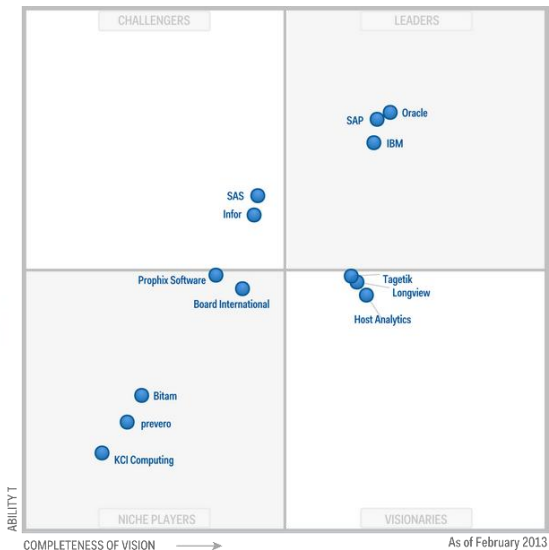 CHALLENGERS
LEADERS
Oracle
SAP
IBM
SAS
Infor
Prophix Software
Board International
Tagetik
Longview
Host Analytics
Bitam
prevero
KCI Computing
NICHE PLAYERS
VISIONARIES
ABILITY T
COMPLETENESS OF VISION
As of February 2013